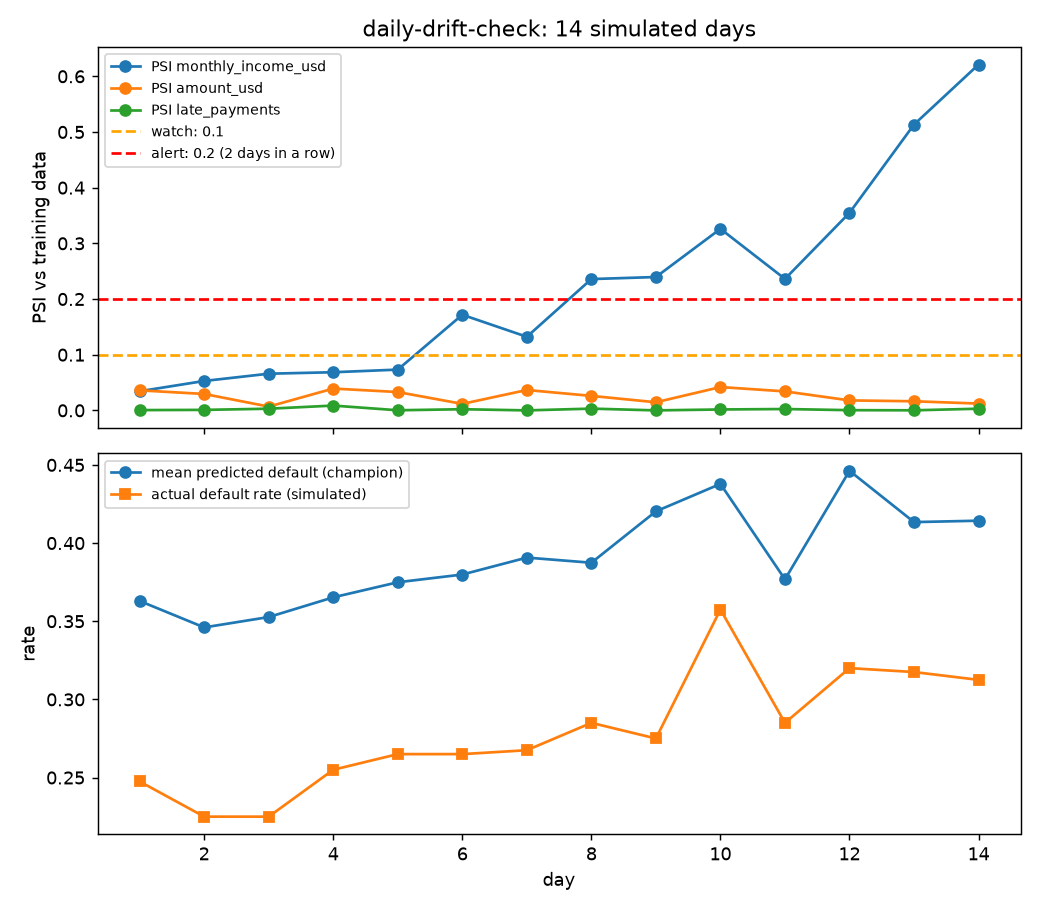 daily-drift-check: 14 simulated days
PSI vs training data
0.6
0.5
0.4
0.3
0.2
0.1
0.0
PSI monthly_income_usd
PSI amount_usd
PSI late_payments
watch: 0.1
alert: 0.2 (2 days in a row)
rate
0.45
0.40
0.35
0.30
0.25
mean predicted default (champion)
actual default rate (simulated)
2 4 6 8 10 12 14
day